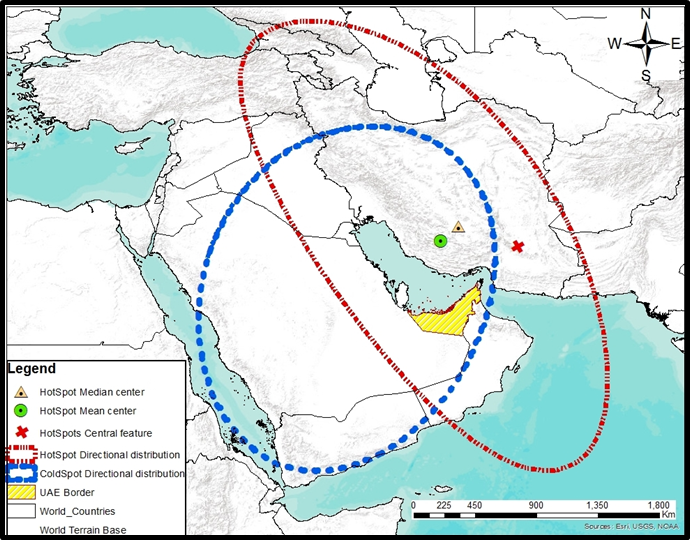 N
W E
S
Legend
HotSpot Median center
HotSpot Mean center
HotSpots Central feature
HotSpot Directional distribution
ColdSpot Directional distribution
UAE Border
World_Countries
World Terrain Base
0 225 450 900 1,350 1,800
Km
Sources: Esri, USGS, NOAA